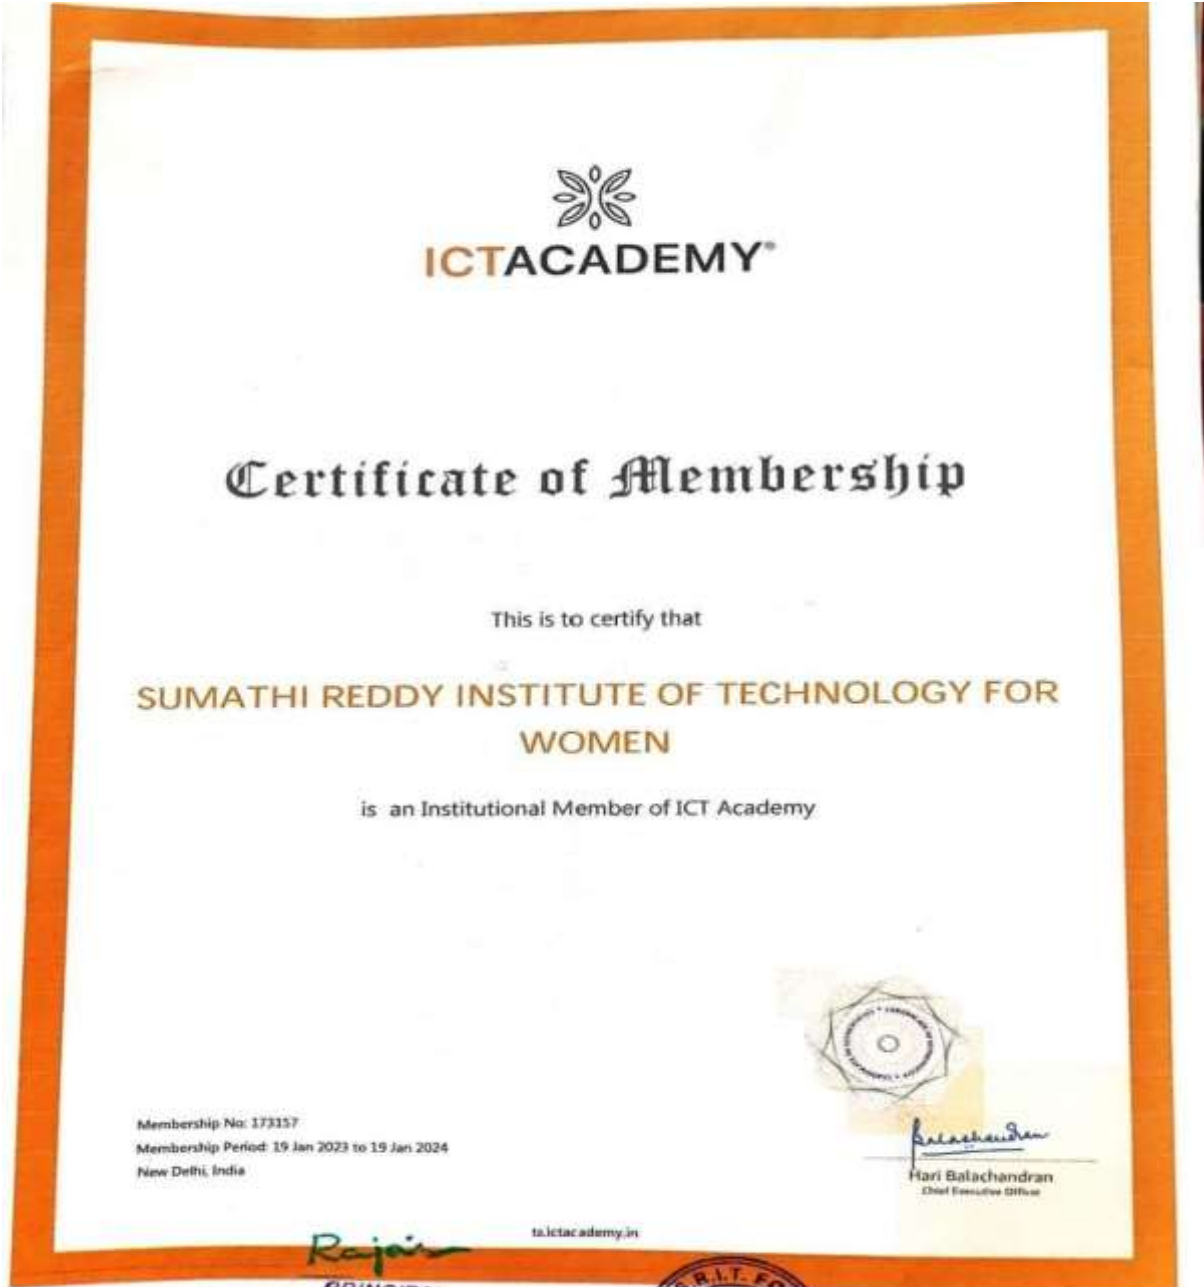 ICTACADEMY®
Certificate of Membership
This is to certify that
SUMATHI REDDY INSTITUTE OF TECHNOLOGY FOR
WOMEN
is an Institutional Member of ICT Academy
Membership No: 173157
Membership Period: 19 Jan 2023 to 19 Jan 2024
New Delhi, India
Balachandran
Hari Balachandran
Chief Executive Officer
ts.ictacademy.in